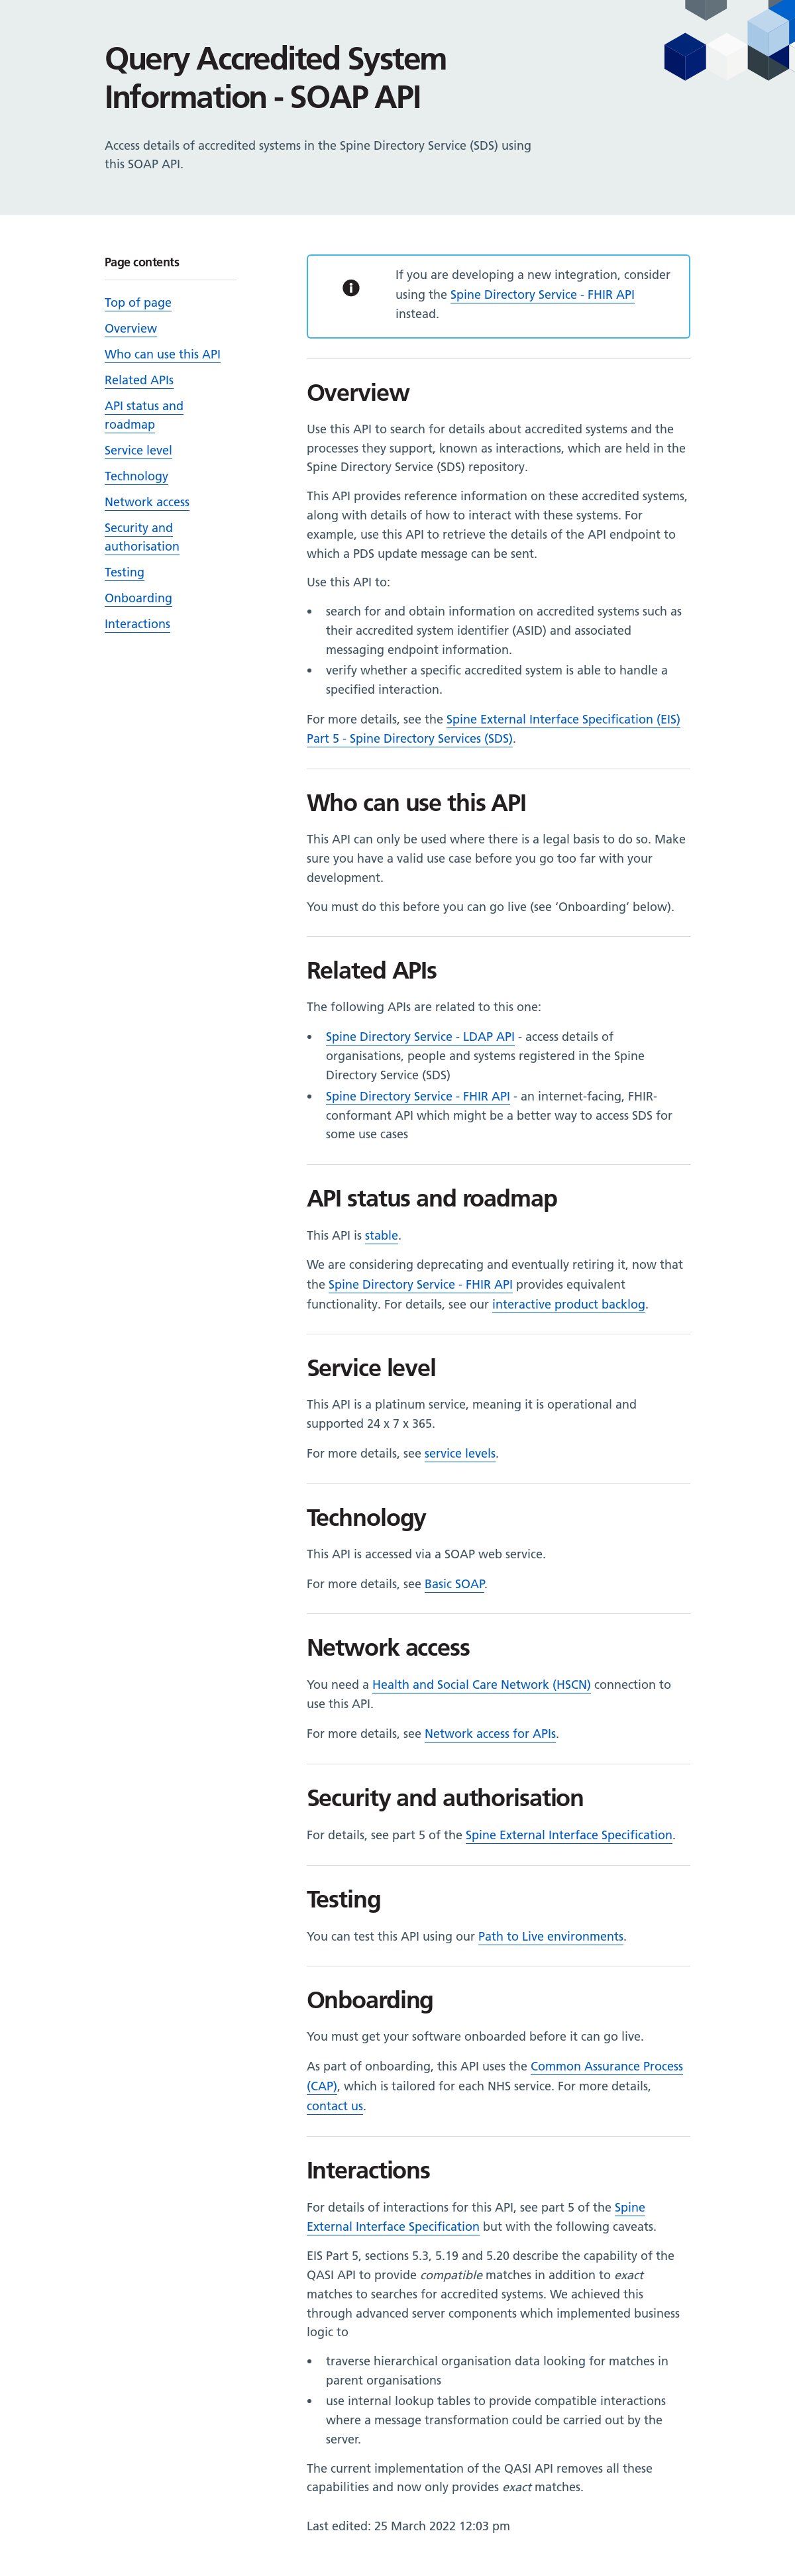 Query Accredited System
Information - SOAP API
Access details of accredited systems in the Spine Directory Service (SDS) using
this SOAP API.
Page contents
Top of page
Overview
Who can use this API
Related APIs
API status and
roadmap
Service level
Technology
Network access
Security and
authorisation
Testing
Onboarding
Interactions
If you are developing a new integration, consider
using the Spine Directory Service - FHIR API
instead.
Overview
Use this API to search for details about accredited systems and the
processes they support, known as interactions, which are held in the
Spine Directory Service (SDS) repository.
This API provides reference information on these accredited systems,
along with details of how to interact with these systems. For
example, use this API to retrieve the details of the API endpoint to
which a PDS update message can be sent.
Use this API to:
• search for and obtain information on accredited systems such as
their accredited system identifier (ASID) and associated
messaging endpoint information.
• verify whether a specific accredited system is able to handle a
specified interaction.
For more details, see the Spine External Interface Specification (EIS)
Part 5 - Spine Directory Services (SDS).
Who can use this API
This API can only be used where there is a legal basis to do so. Make
sure you have a valid use case before you go too far with your
development.
You must do this before you can go live (see ‘Onboarding’ below).
Related APIs
The following APIs are related to this one:
• Spine Directory Service - LDAP API - access details of
organisations, people and systems registered in the Spine
Directory Service (SDS)
• Spine Directory Service - FHIR API - an internet-facing, FHIR-
conformant API which might be a better way to access SDS for
some use cases
API status and roadmap
This API is stable.
We are considering deprecating and eventually retiring it, now that
the Spine Directory Service - FHIR API provides equivalent
functionality. For details, see our interactive product backlog.
Service level
This API is a platinum service, meaning it is operational and
supported 24 x 7 x 365.
For more details, see service levels.
Technology
This API is accessed via a SOAP web service.
For more details, see Basic SOAP.
Network access
You need a Health and Social Care Network (HSCN) connection to
use this API.
For more details, see Network access for APIs.
Security and authorisation
For details, see part 5 of the Spine External Interface Specification.
Testing
You can test this API using our Path to Live environments.
Onboarding
You must get your software onboarded before it can go live.
As part of onboarding, this API uses the Common Assurance Process
(CAP), which is tailored for each NHS service. For more details,
contact us.
Interactions
For details of interactions for this API, see part 5 of the Spine
External Interface Specification but with the following caveats.
EIS Part 5, sections 5.3, 5.19 and 5.20 describe the capability of the
QASI API to provide compatible matches in addition to exact
matches to searches for accredited systems. We achieved this
through advanced server components which implemented business
logic to
• traverse hierarchical organisation data looking for matches in
parent organisations
• use internal lookup tables to provide compatible interactions
where a message transformation could be carried out by the
server.
The current implementation of the QASI API removes all these
capabilities and now only provides exact matches.
Last edited: 25 March 2022 12:03 pm